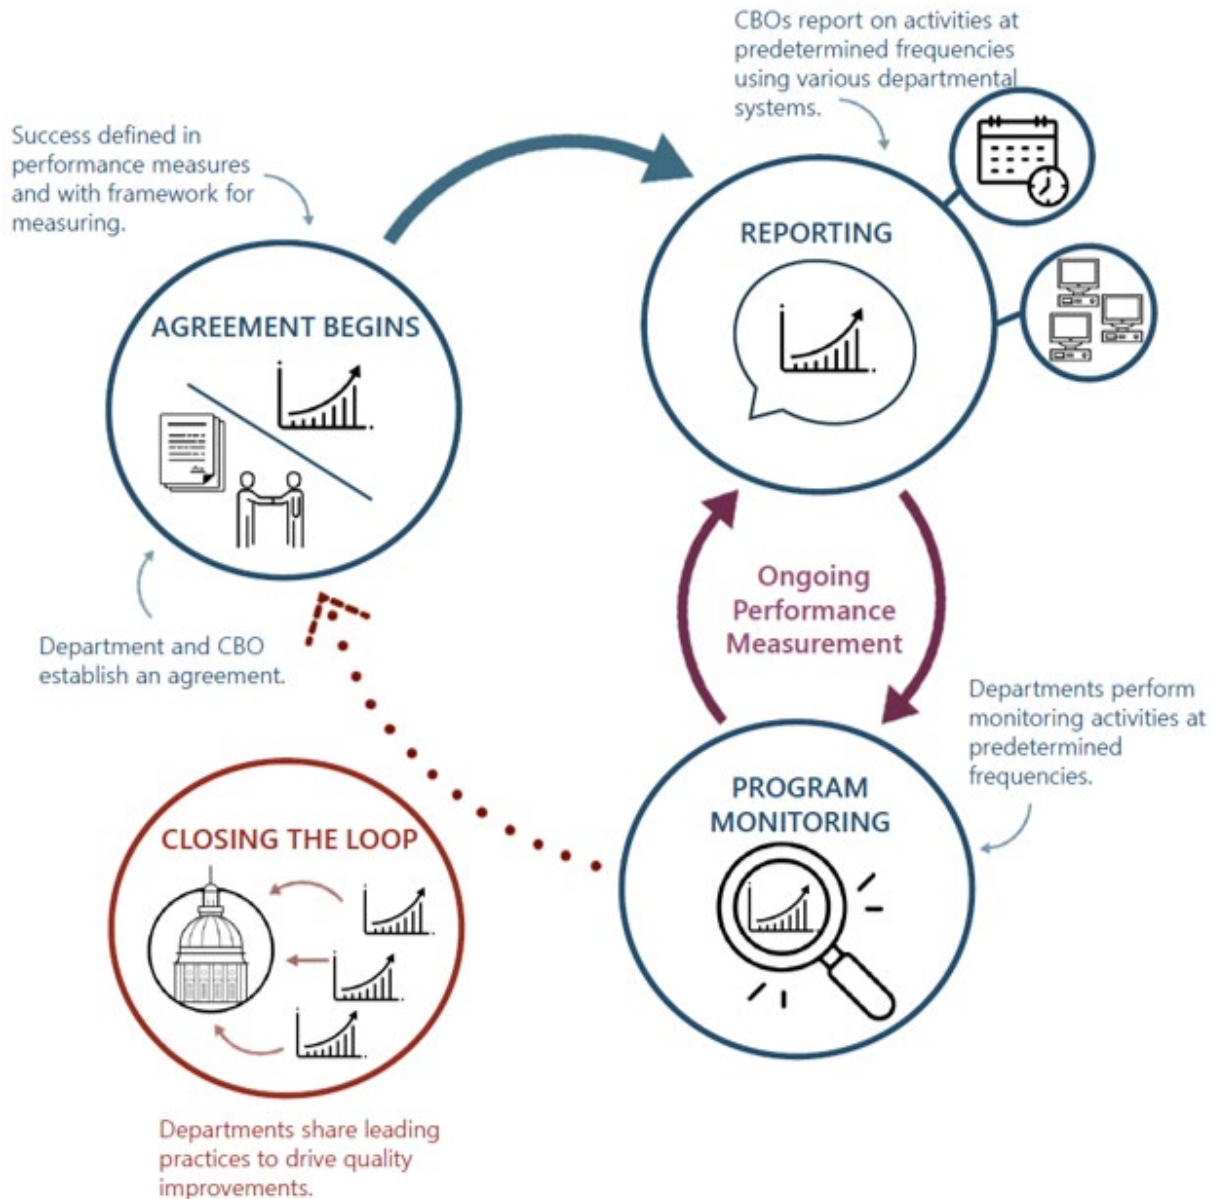 CBOs report on activities at
predetermined frequencies
using various departmental
systems.
Success defined in
performance measures
and with framework for
measuring.
REPORTING
AGREEMENT BEGINS
Ongoing
Performance
Measurement
Department and CBO
establish an agreement.
Departments perform
monitoring activities at
predetermined
frequencies.
PROGRAM
MONITORING
CLOSING THE LOOP
Departments share leading
practices to drive quality
improvements.